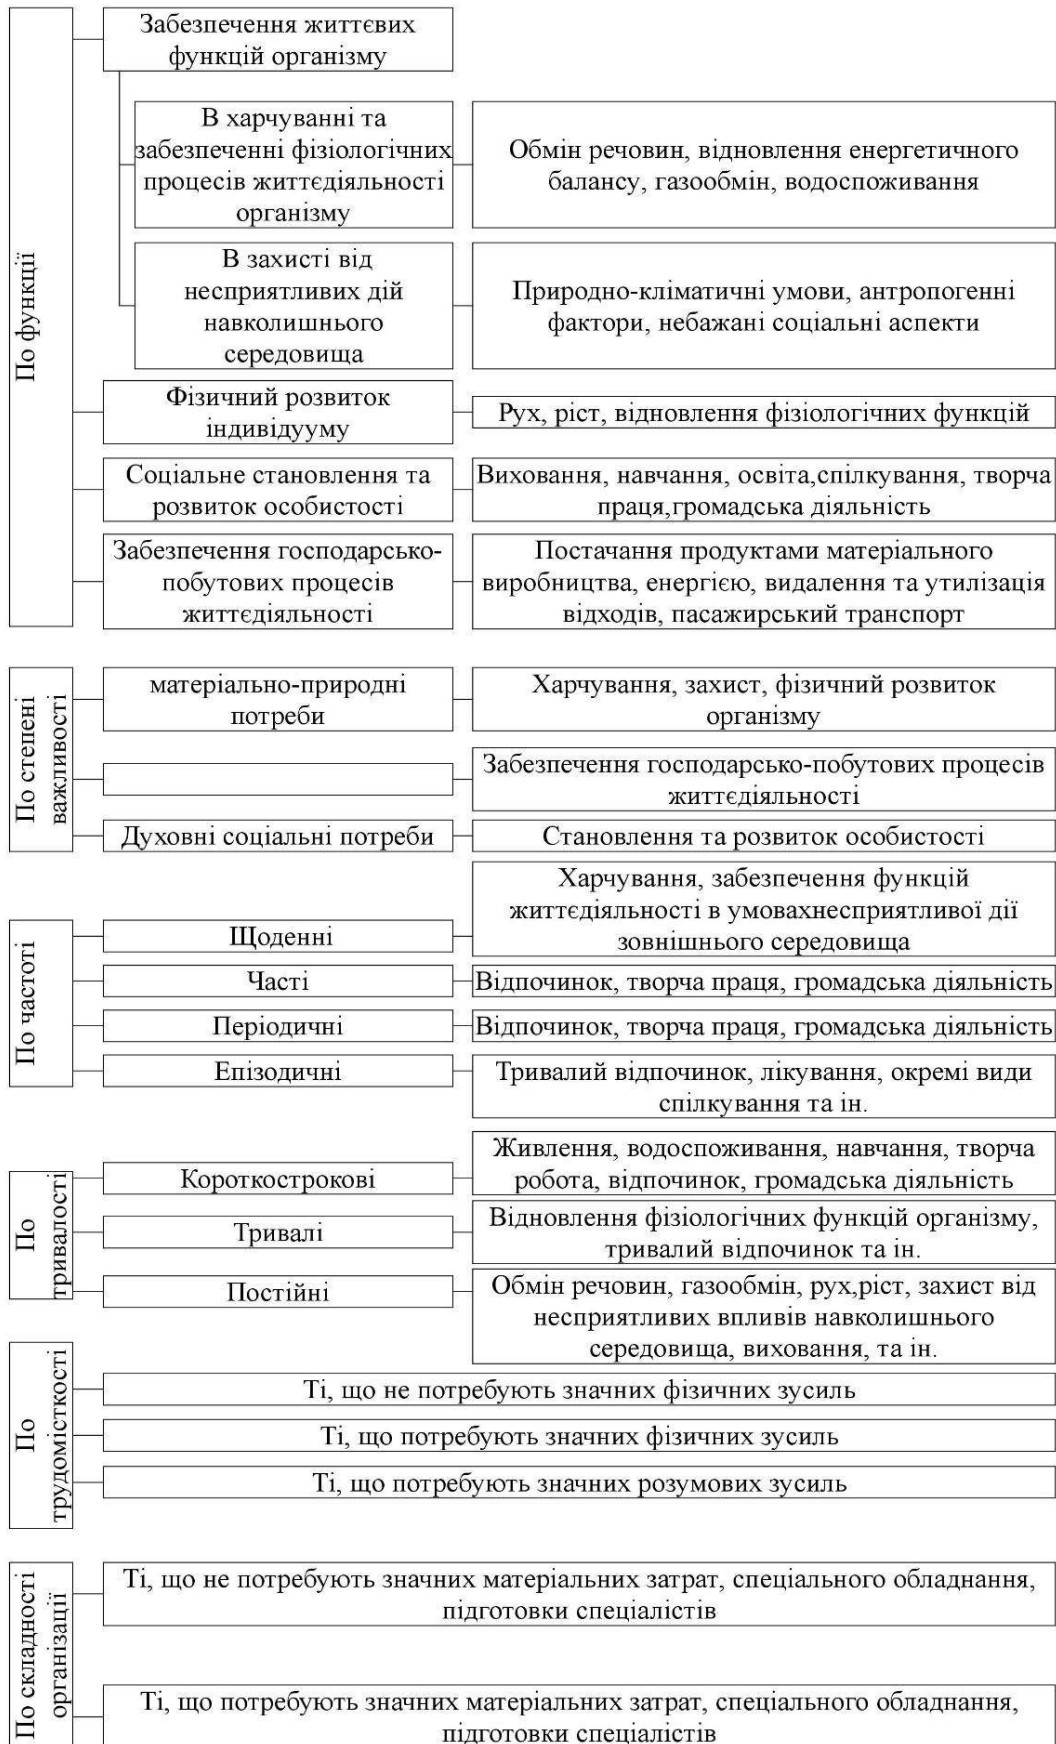 По функції
Забезпечення життєвих
функцій організму
В харчуванні та
забезпеченні фізіологічних
процесів життєдіяльності
організму
Обмін речовин, відновлення енергетичного
балансу, газообмін, водоспоживання
В захисті від
несприятливих дій
навколишнього
середовища
Природно-кліматичні умови, антропогенні
фактори, небажані соціальні аспекти
Фізичний розвиток
індивідууму
Рух, ріст, відновлення фізіологічних функцій
Соціальне становлення та
розвиток особистості
Виховання, навчання, освіта,спілкування, творча
праця,громадська діяльність
Забезпечення господарсько-
побутових процесів
життєдіяльності
Постачання продуктами матеріального
виробництва, енергією, видалення та утилізація
відходів, пасажирський транспорт
По степені
важливості
матеріально-природні
потреби
Харчування, захист, фізичний розвиток
організму
Забезпечення господарсько-побутових процесів
життєдіяльності
Духовні соціальні потреби
Становлення та розвиток особистості
По частоті
Щоденні
Харчування, забезпечення функцій
життєдіяльності в умовахнесприятливої дії
зовнішнього середовища
Часті
Відпочинок, творча праця, громадська діяльність
Періодичні
Відпочинок, творча праця, громадська діяльність
Епізодичні
Тривалий відпочинок, лікування, окремі види
спілкування та ін.
По
тривалості
Короткострокові
Живлення, водоспоживання, навчання, творча
робота, відпочинок, громадська діяльність
Тривалі
Відновлення фізіологічних функцій організму,
тривалий відпочинок та ін.
Постійні
Обмін речовин, газообмін, рух,ріст, захист від
несприятливих впливів навколишнього
середовища, виховання, та ін.
По
трудомісткості
Ті, що не потребують значних фізичних зусиль
Ті, що потребують значних фізичних зусиль
Ті, що потребують значних розумових зусиль
По складності
організації
Ті, що не потребують значних матеріальних затрат, спеціального обладнання,
підготовки спеціалістів
Ті, що потребують значних матеріальних затрат, спеціального обладнання,
підготовки спеціалістів